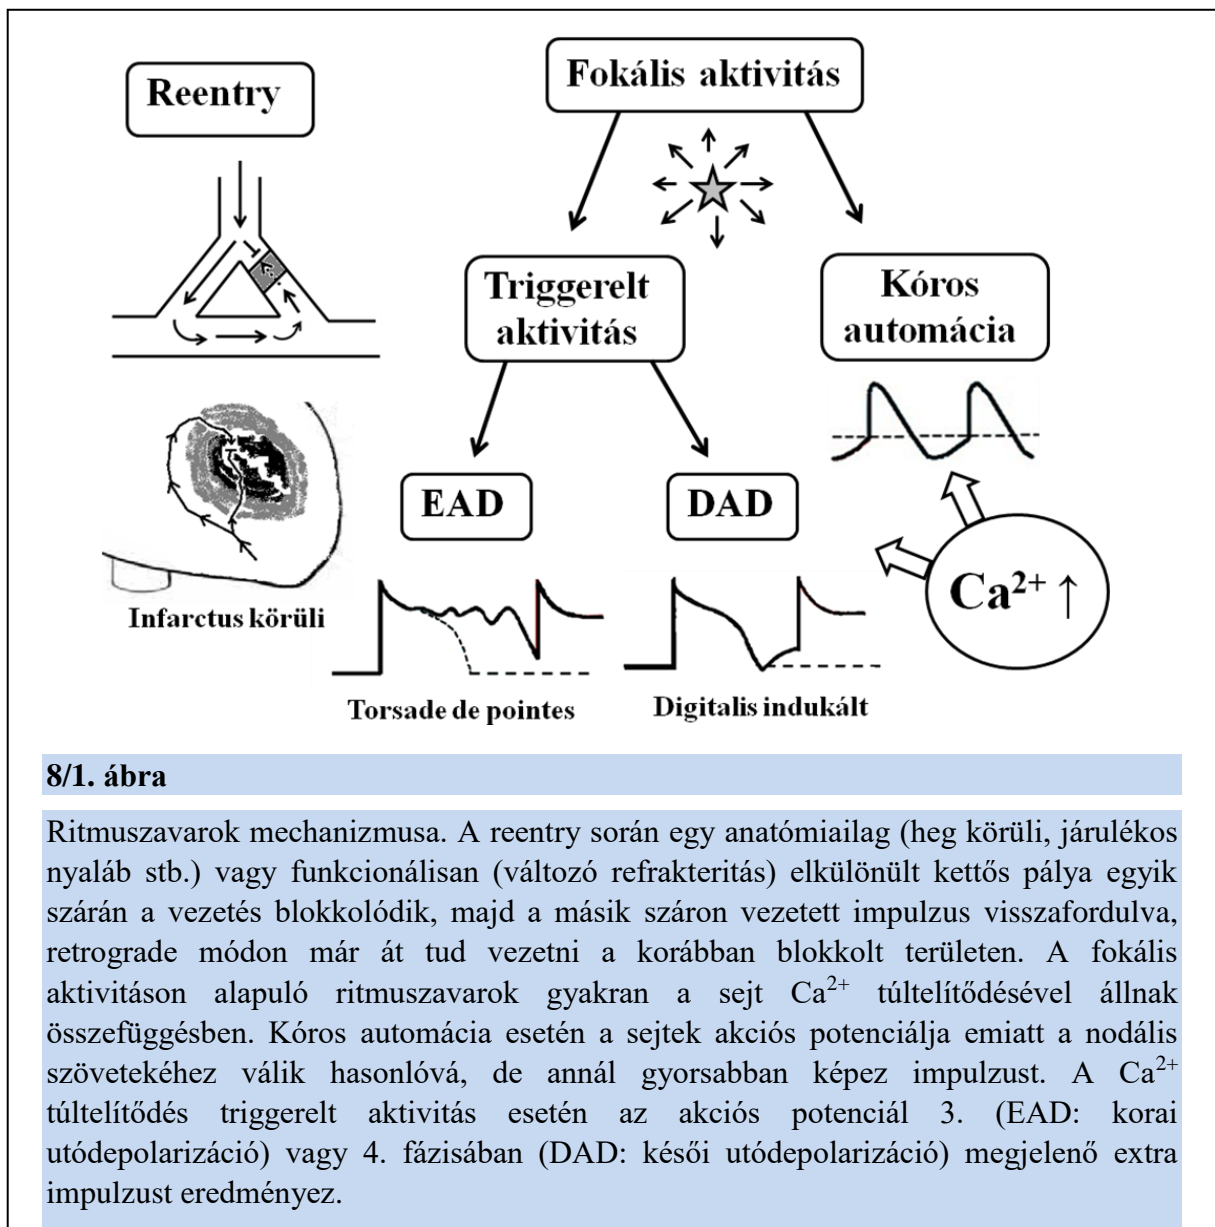 Reentry
Fokális aktivitás
Triggerelt
aktivitás
Kóros
automácia
EAD
DAD
Ca²⁺ ↑
Infarctus körüli
Torsade de pointes
Digitalis indukált
8/1. ábra
Ritmuszavarok mechanizmusa. A reentry során egy anatómiailag (heg körüli, járulékos
nyaláb stb.) vagy funkcionálisan (változó refrakteritás) elkülönült kettős pálya egyik
szárán a vezetés blokkolódik, majd a másik száron vezetett impulzus visszafordulva,
retrograde módon már át tud vezetni a korábban blokkolt területen. A fokális
aktivitáson alapuló ritmuszavarok gyakran a sejt Ca²⁺ túltelítődésével állnak
összefüggésben. Kóros automácia esetén a sejtek akciós potenciálja emiatt a nodális
szövetekéhez válik hasonlóvá, de annál gyorsabban képez impulzust. A Ca²⁺
túltelítődés triggerelt aktivitás esetén az akciós potenciál 3. (EAD: korai
utódepolarizáció) vagy 4. fázisában (DAD: késői utódepolarizáció) megjelenő extra
impulzust eredményez.